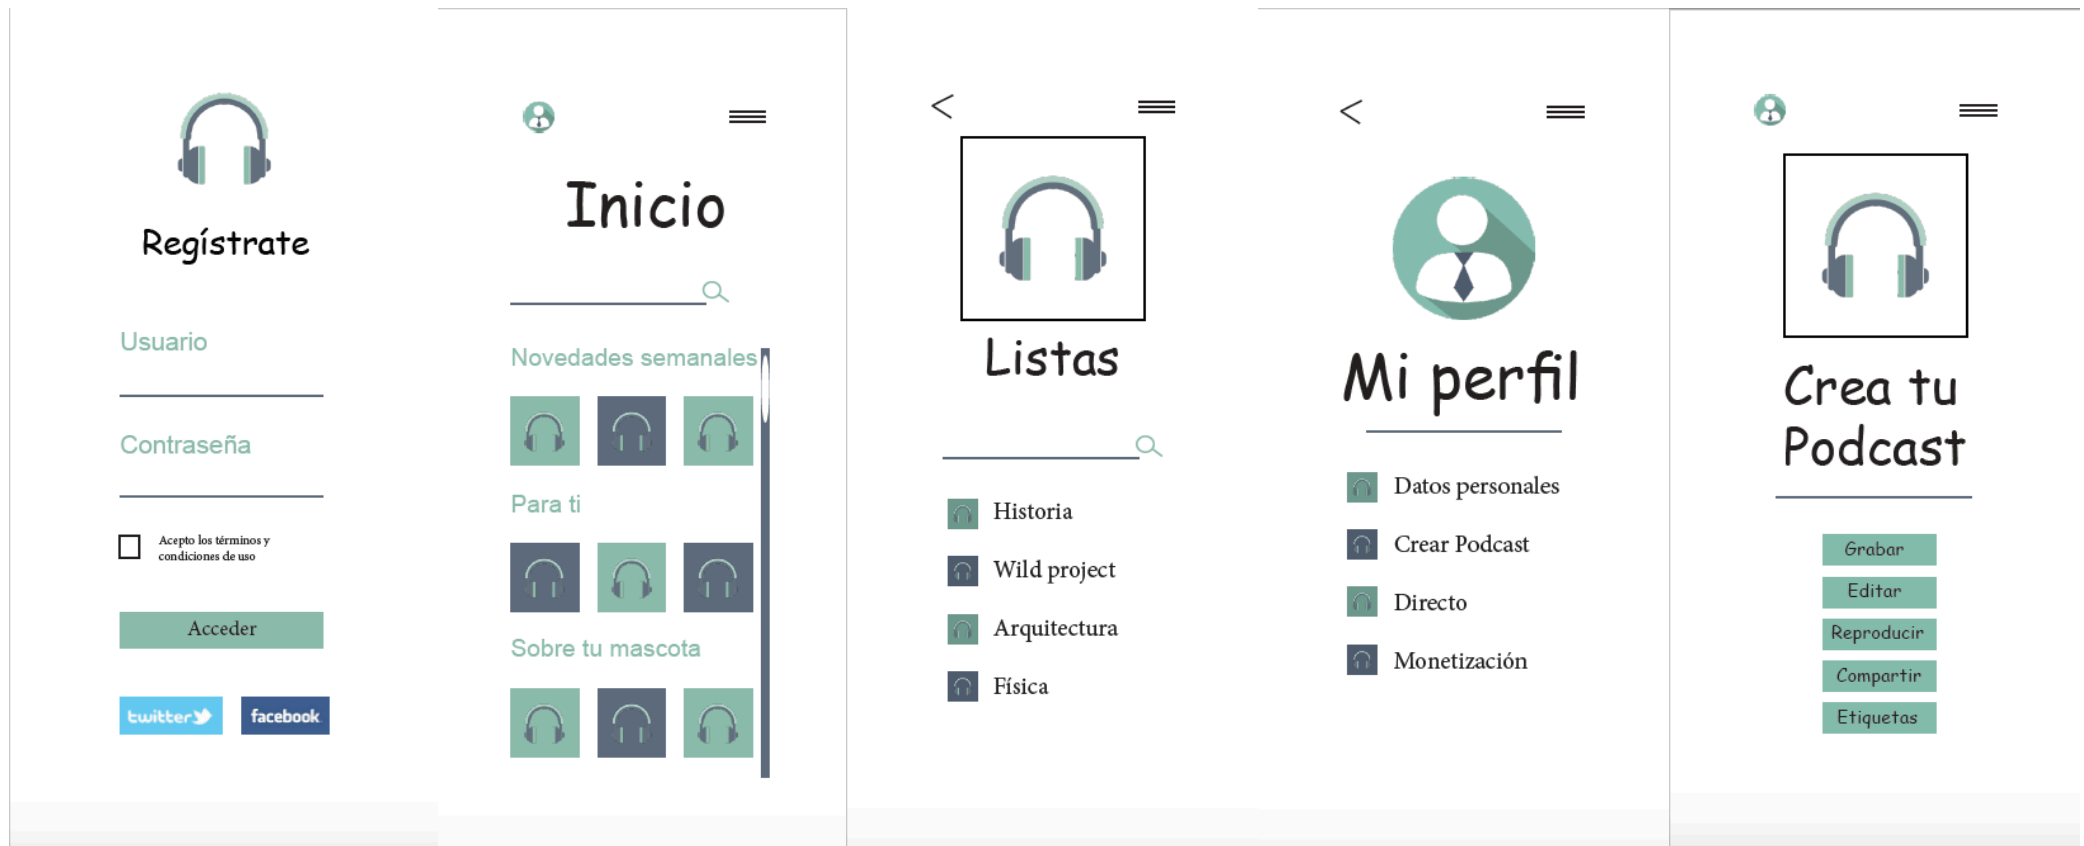 Regístrate
Usuario
Contraseña
Acepto los términos y
condiciones de uso
Acceder
twitter
facebook
Inicio
Novedades semanales
Para ti
Sobre tu mascota
Listas
Historia
Wild project
Arquitectura
Física
Mi perfil
Datos personales
Crear Podcast
Directo
Monetización
Crea tu
Podcast
Grabar
Editar
Reproducir
Compartir
Etiquetas